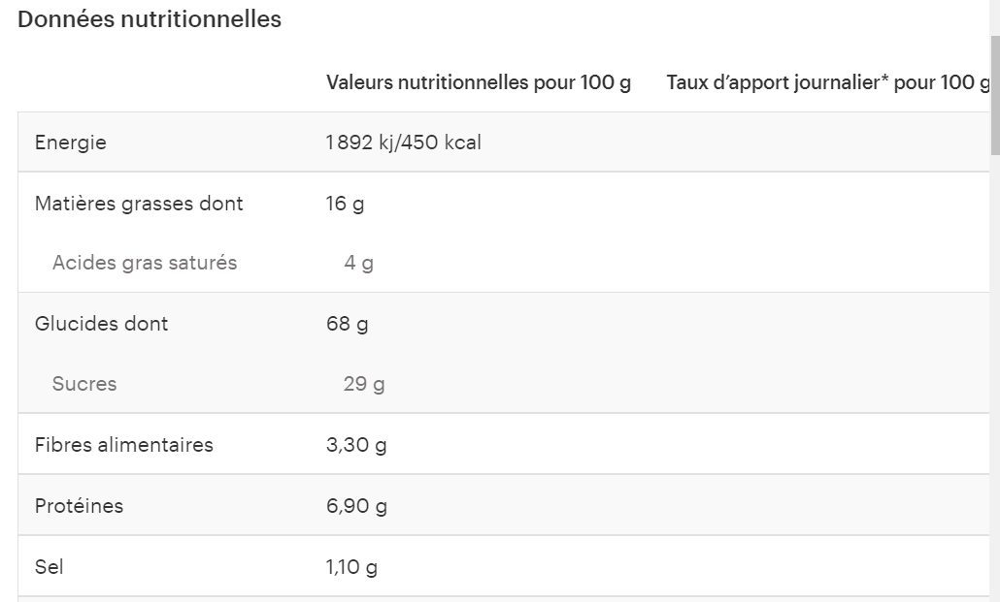 Données nutritionnelles
Valeurs nutritionnelles pour 100 g Taux d’apport journalier* pour 100 g
Energie 1 892 kj/450 kcal
Matières grasses dont 16 g
Acides gras saturés 4 g
Glucides dont 68 g
Sucres 29 g
Fibres alimentaires 3,30 g
Protéines 6,90 g
Sel 1,10 g